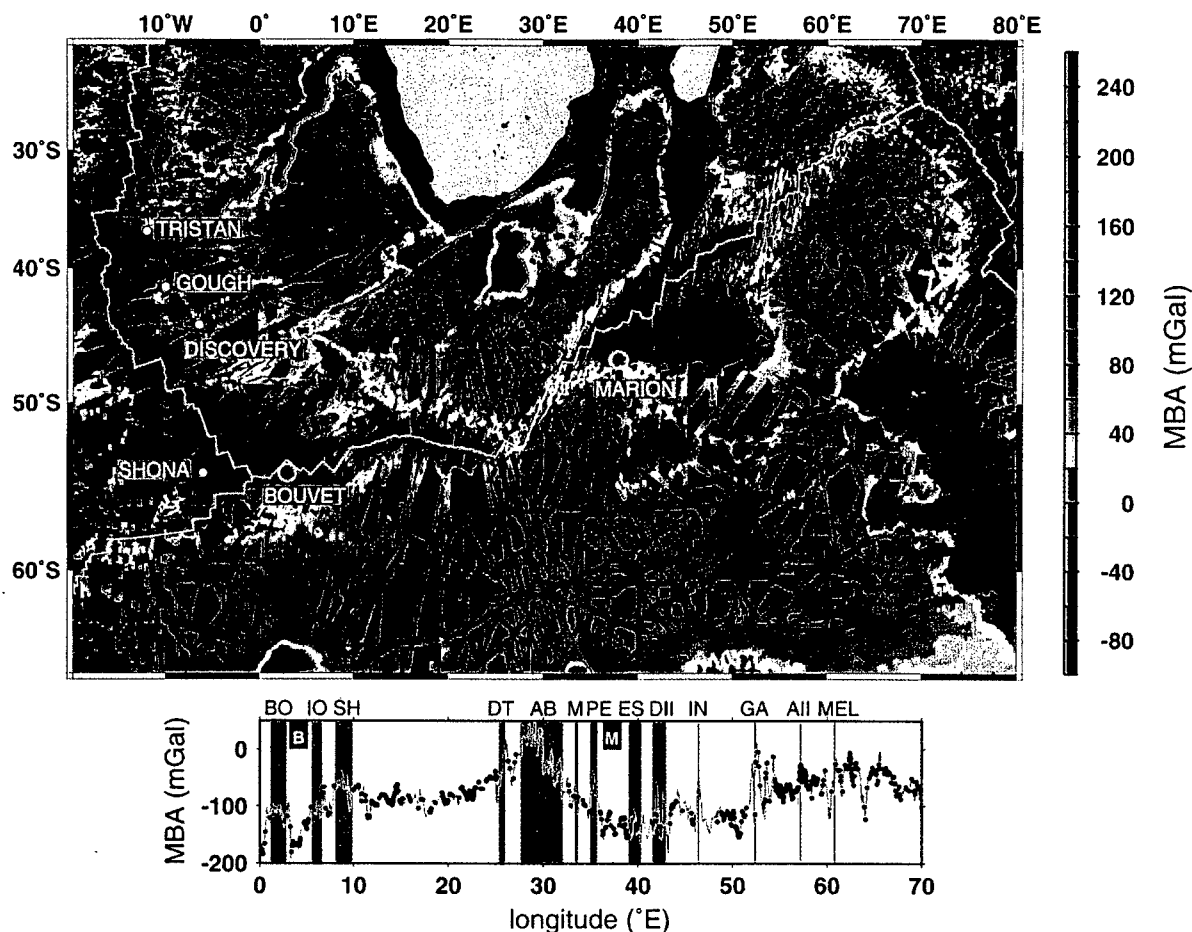 10˚W 0˚ 10˚E 20˚E 30˚E 40˚E 50˚E 60˚E 70˚E 80˚E
240
30˚S
200
160
TRISTAN
40˚S
GOUGH
120
DISCOVERY
80
MARION
50˚S
40
SHONA
BOUVET
0
60˚S
-40
-80
MBA (mGal)
BO IO SH DT AB M PE ES DII IN GA AII MEL
B M
0
-100
-200
MBA (mGal)
0 10 20 30 40 50 60 70
longitude (˚E)